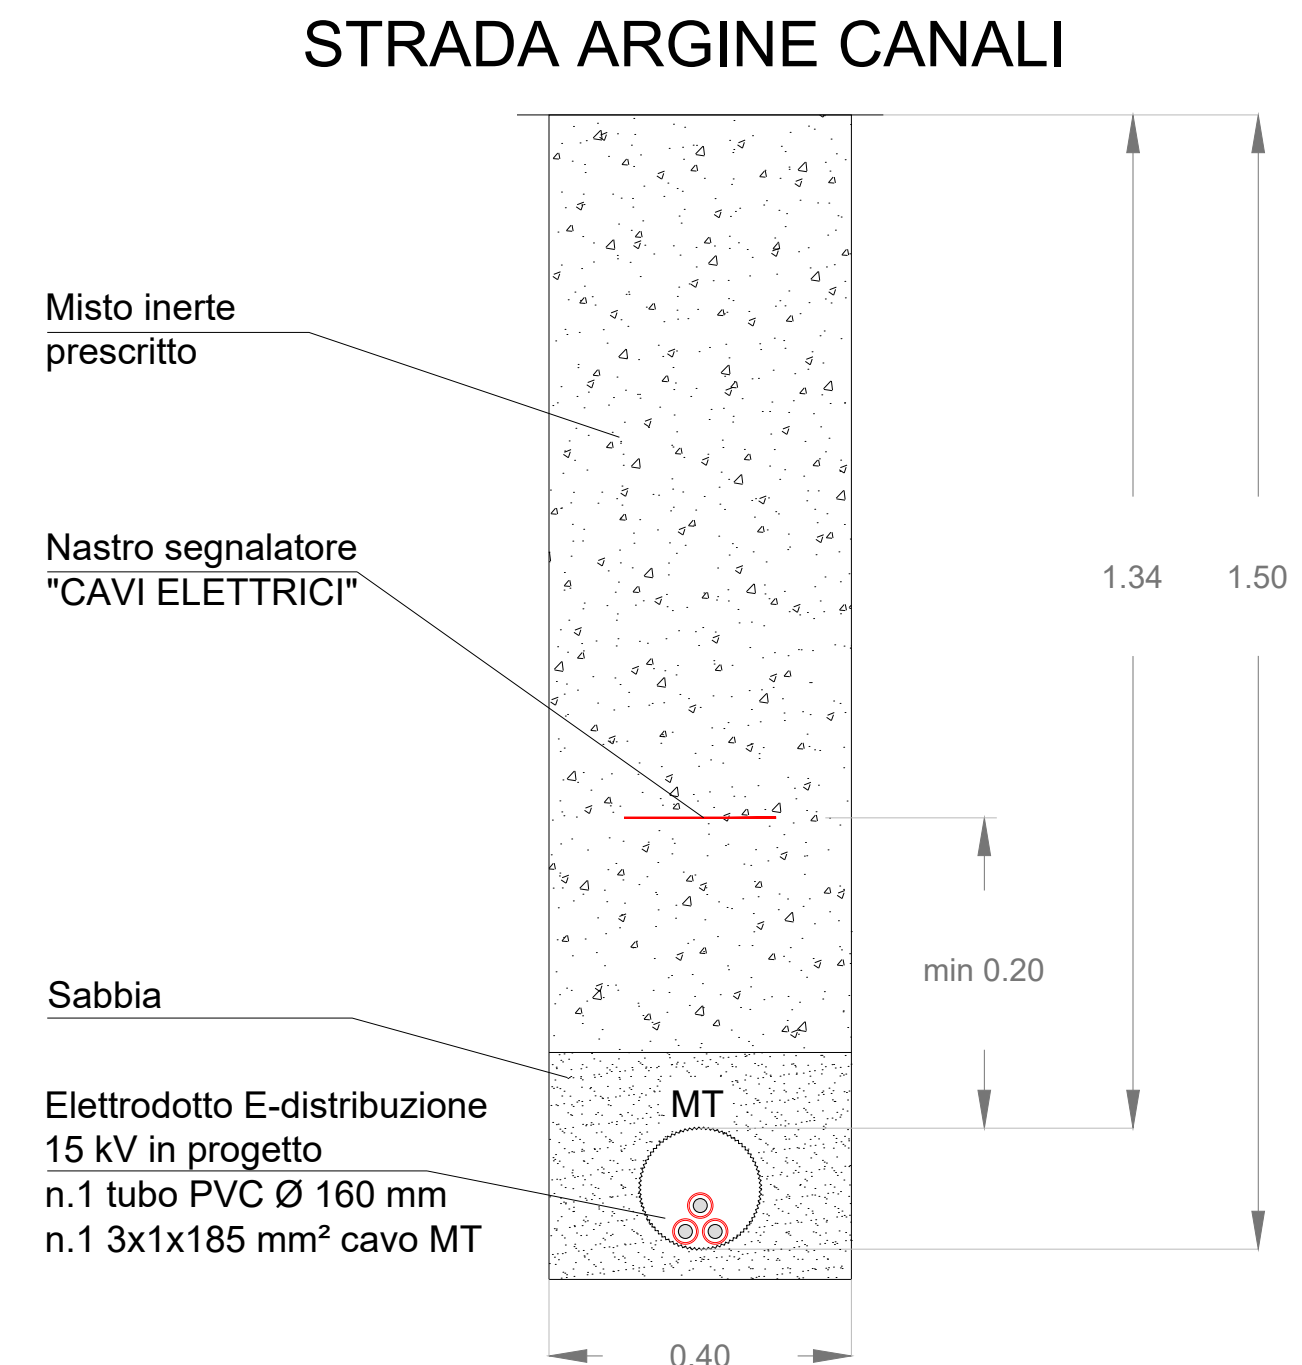 STRADA ARGINE CANALI
Misto inerte
prescritto
Nastro segnalatore
"CAVI ELETTRICI"
1.34
1.50
min 0.20
Sabbia
MT
Elettrodotto E-distribuzione
15 kV in progetto
n.1 tubo PVC Ø 160 mm
n.1 3x1x185 mm² cavo MT
0.40